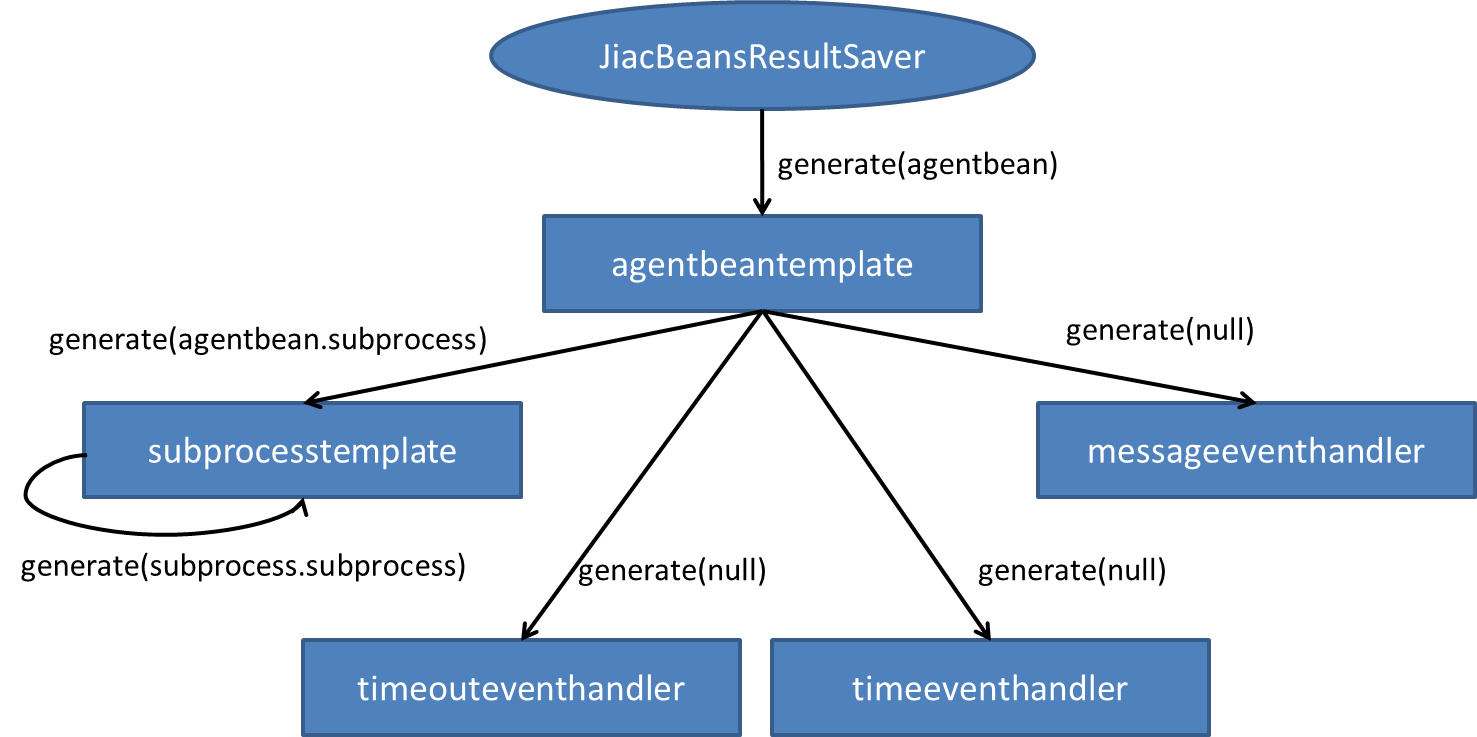 JiacBeansResultSaver
generate(agentbean)
agentbeantemplate
generate(agentbean.subprocess)
generate(null)
subprocesstemplate
messageeventhandler
generate(subprocess.subprocess)
generate(null)
generate(null)
timeouteventhandler
timeeventhandler